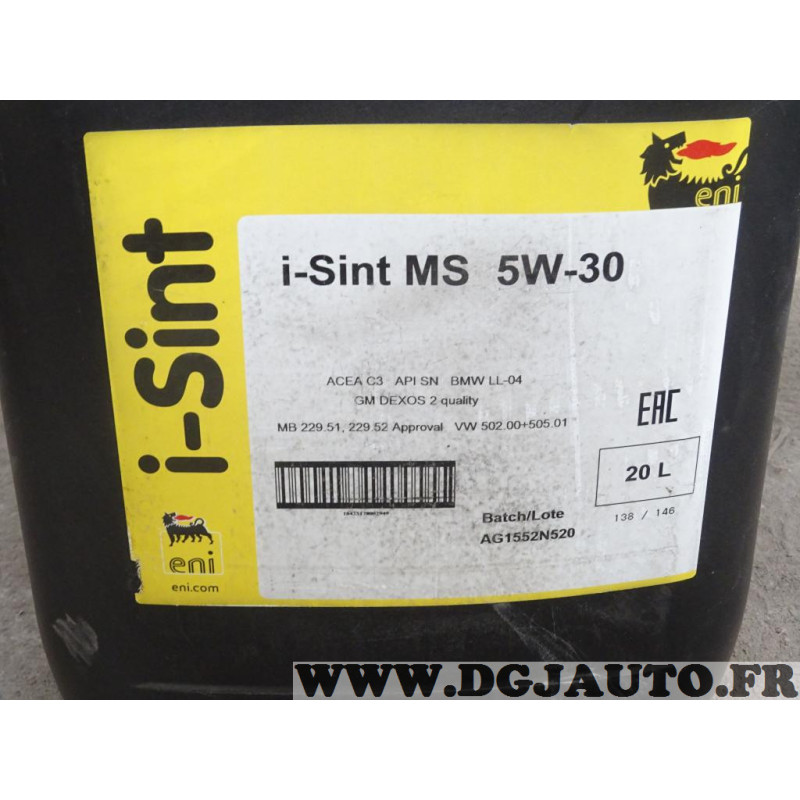 eni
i-Sint
i-Sint MS 5W-30
ACEA C3 API SN BMW LL-04
GM DEXOS 2 quality
MB 229.51, 229.52 Approval VW 502.00+505.01
EAC
20 L
138 / 146
Batch/Lote
AG1552N520
eni
eni.com
WWW.DGJAUTO.FR